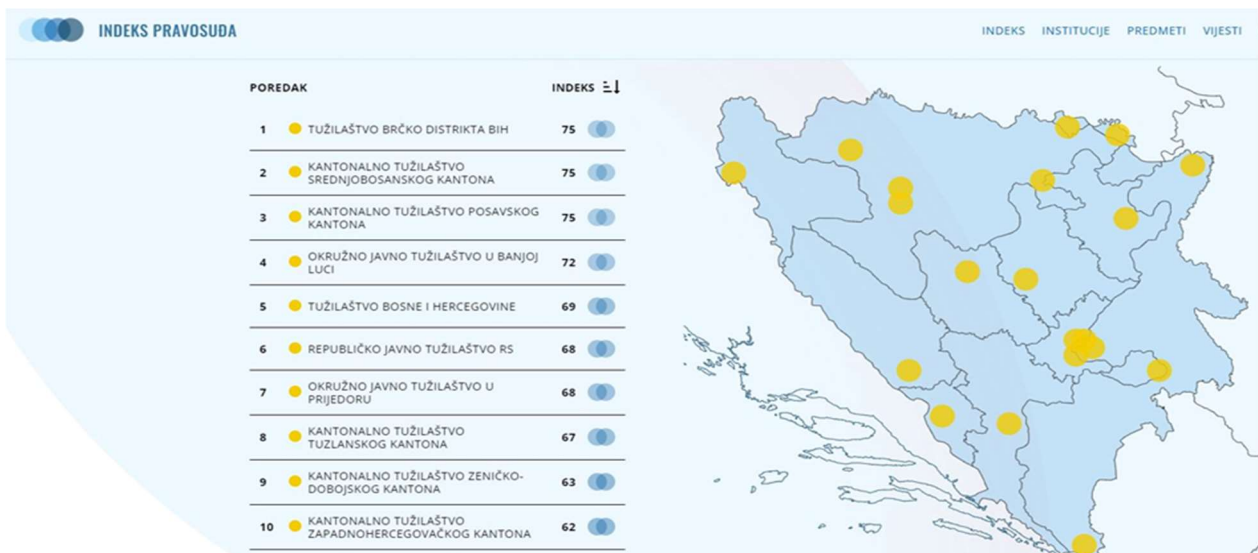 INDEKS PRAVOSUĐA
INDEKS INSTITUCIJE PREDMETI VIJESTI
POREDAK INDEKS
1 TUŽILAŠTVO BRČKO DISTRIKTA BIH 75
2 KANTONALNO TUŽILAŠTVO
SREDNJOBOSANSKOG KANTONA 75
3 KANTONALNO TUŽILAŠTVO POSAVSKOG
KANTONA 75
4 OKRUŽNO JAVNO TUŽILAŠTVO U BANJOJ
LUCI 72
5 TUŽILAŠTVO BOSNE I HERCEGOVINE 69
6 REPUBLIČKO JAVNO TUŽILAŠTVO RS 68
7 OKRUŽNO JAVNO TUŽILAŠTVO U
PRIJEDORU 68
8 KANTONALNO TUŽILAŠTVO
TUZLANSKOG KANTONA 67
9 KANTONALNO TUŽILAŠTVO ZENIČKO-
DOBOJSKOG KANTONA 63
10 KANTONALNO TUŽILAŠTVO
ZAPADNOHERCEGOVAČKOG KANTONA 62